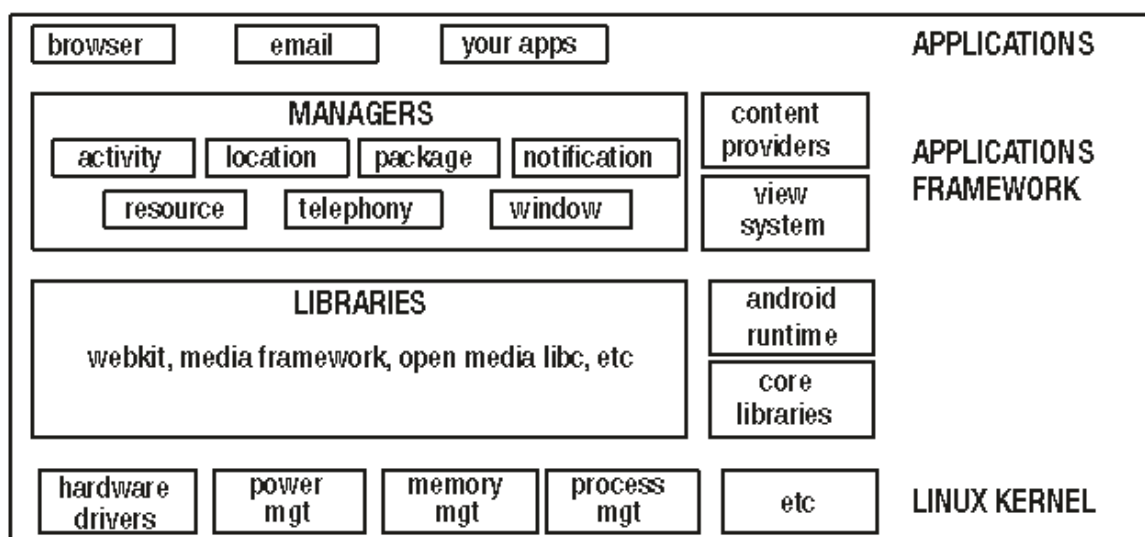 browser email your apps APPLICATIONS
MANAGERS
activity location package notification
resource telephony window
content
providers
view
system
APPLICATIONS
FRAMEWORK
LIBRARIES
webkit, media framework, open media libc, etc
android
runtime
core
libraries
hardware
drivers
power
mgt
memory
mgt
process
mgt
etc
LINUX KERNEL